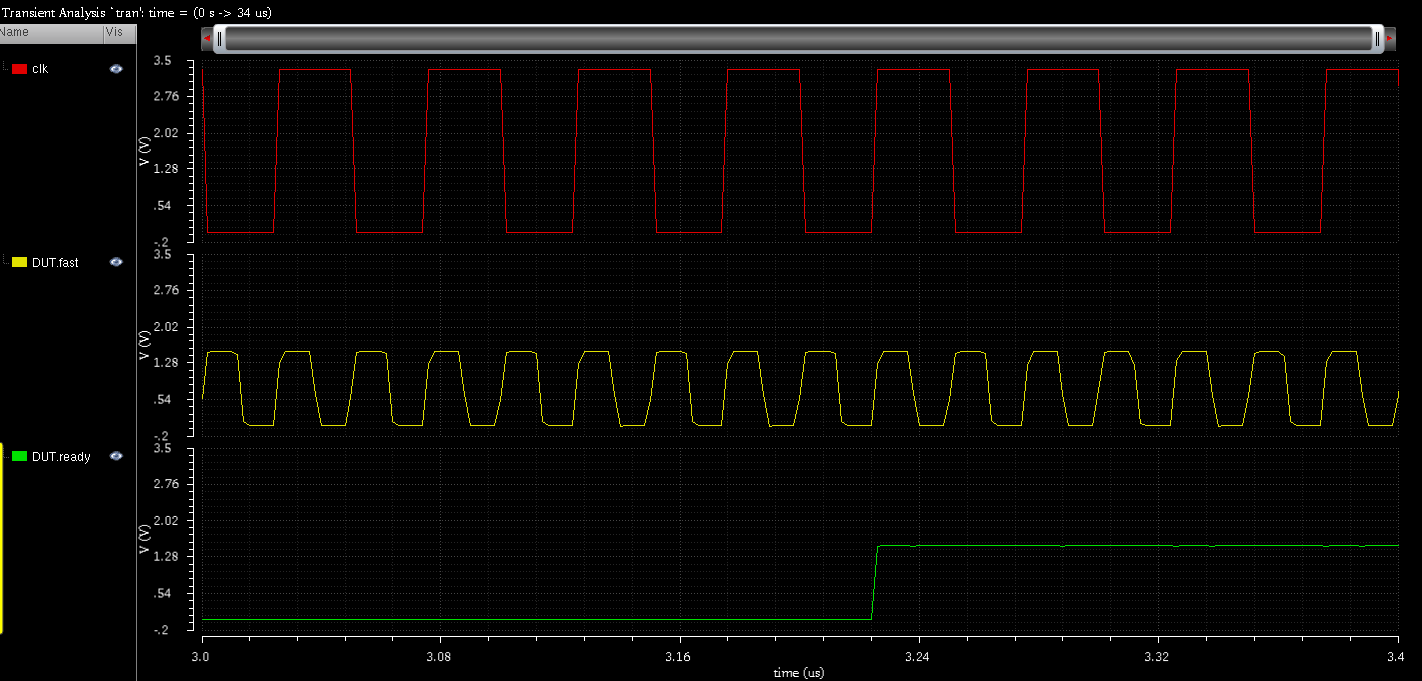 Transient Analysis `tran': time = (0 s -> 34 us)
Name Vis
clk
3.5
2.76
2.02
1.28
.54
-.2
V (V)
DUT.fast
3.5
2.76
2.02
1.28
.54
-.2
V (V)
DUT.ready
3.5
2.76
2.02
1.28
.54
-.2
V (V)
3.0 3.08 3.16 3.24 3.32 3.4
time (us)